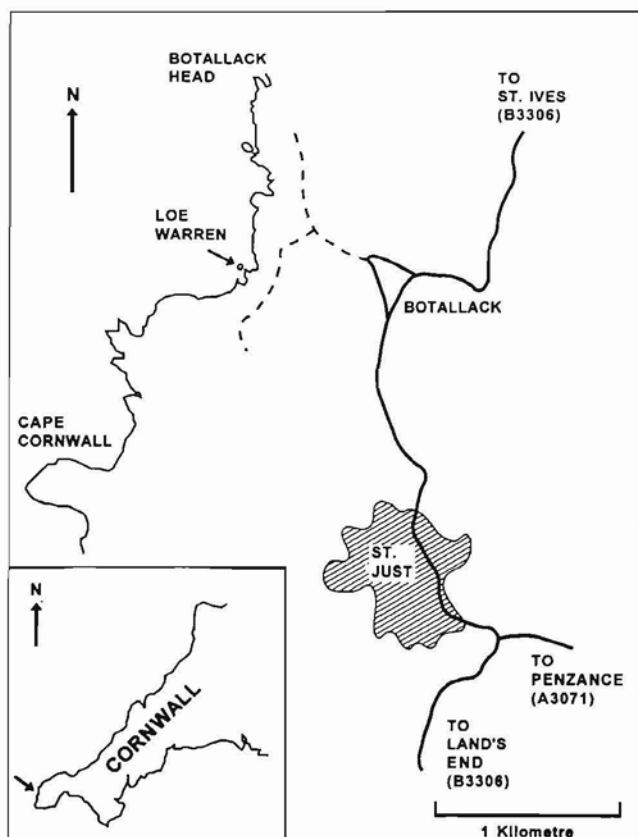 BOTALLACK
HEAD
TO
ST. IVES
(B3306)
N
LOE
WARREN
BOTALLACK
CAPE
CORNWALL
ST.
JUST
N
CORNWALL
TO
PENZANCE
(A3071)
TO
LAND'S
END
(B3306)
1 Kilometre